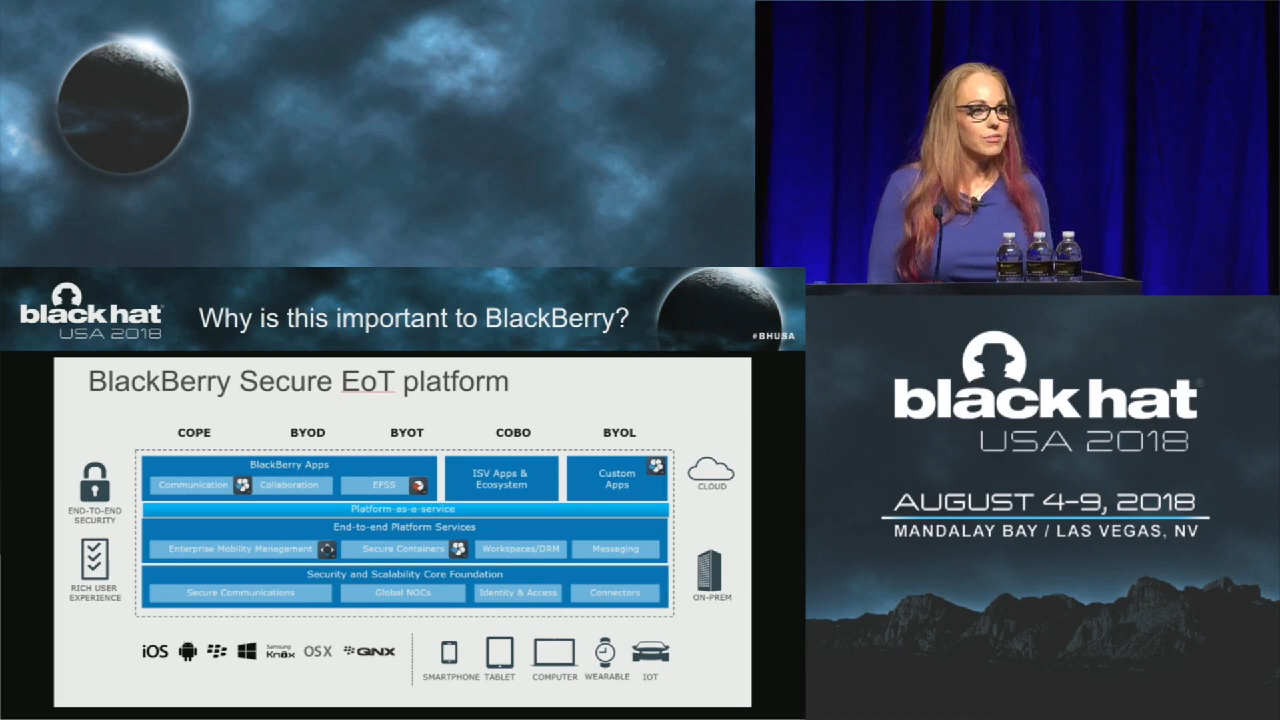 black hat
USA 2018
Why is this important to BlackBerry?
#BHUSA
BlackBerry Secure EoT platform
COPE BYOD BYOT COBO BYOL
BlackBerry Apps
Communication Collaboration EFSS
ISV Apps &
Ecosystem
Custom
Apps
Platform-as-a-service
End-to-end Platform Services
Enterprise Mobility Management Secure Containers Workspaces/DRM Messaging
Security and Scalability Core Foundation
Secure Communications Global NOCs Identity & Access Connectors
END-TO-END
SECURITY
RICH USER
EXPERIENCE
CLOUD
ON-PREM
iOS Samsung Knox OS X QNX
SMARTPHONE TABLET COMPUTER WEARABLE IOT
black hat
USA 2018
AUGUST 4-9, 2018
MANDALAY BAY / LAS VEGAS, NV